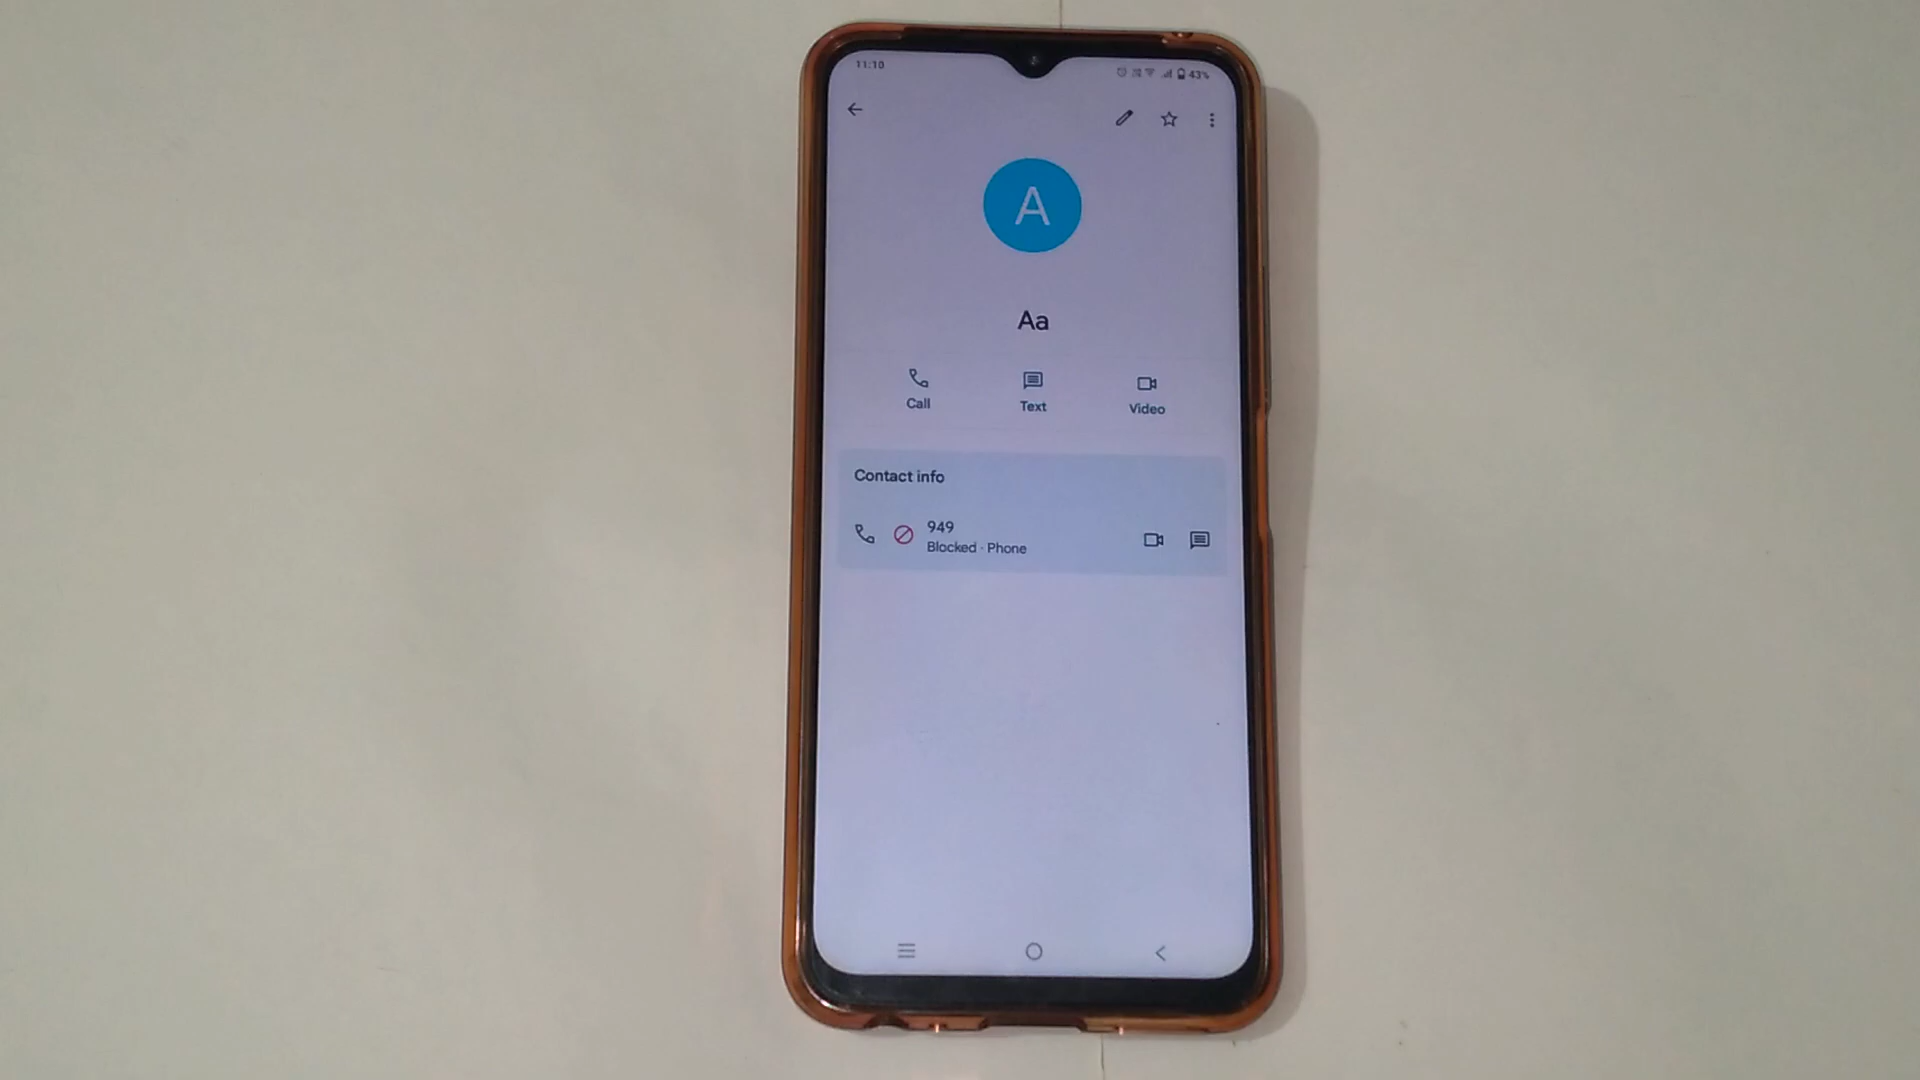 11:10
43%
A
Aa
Call
Text
Video
Contact info
949
Blocked · Phone